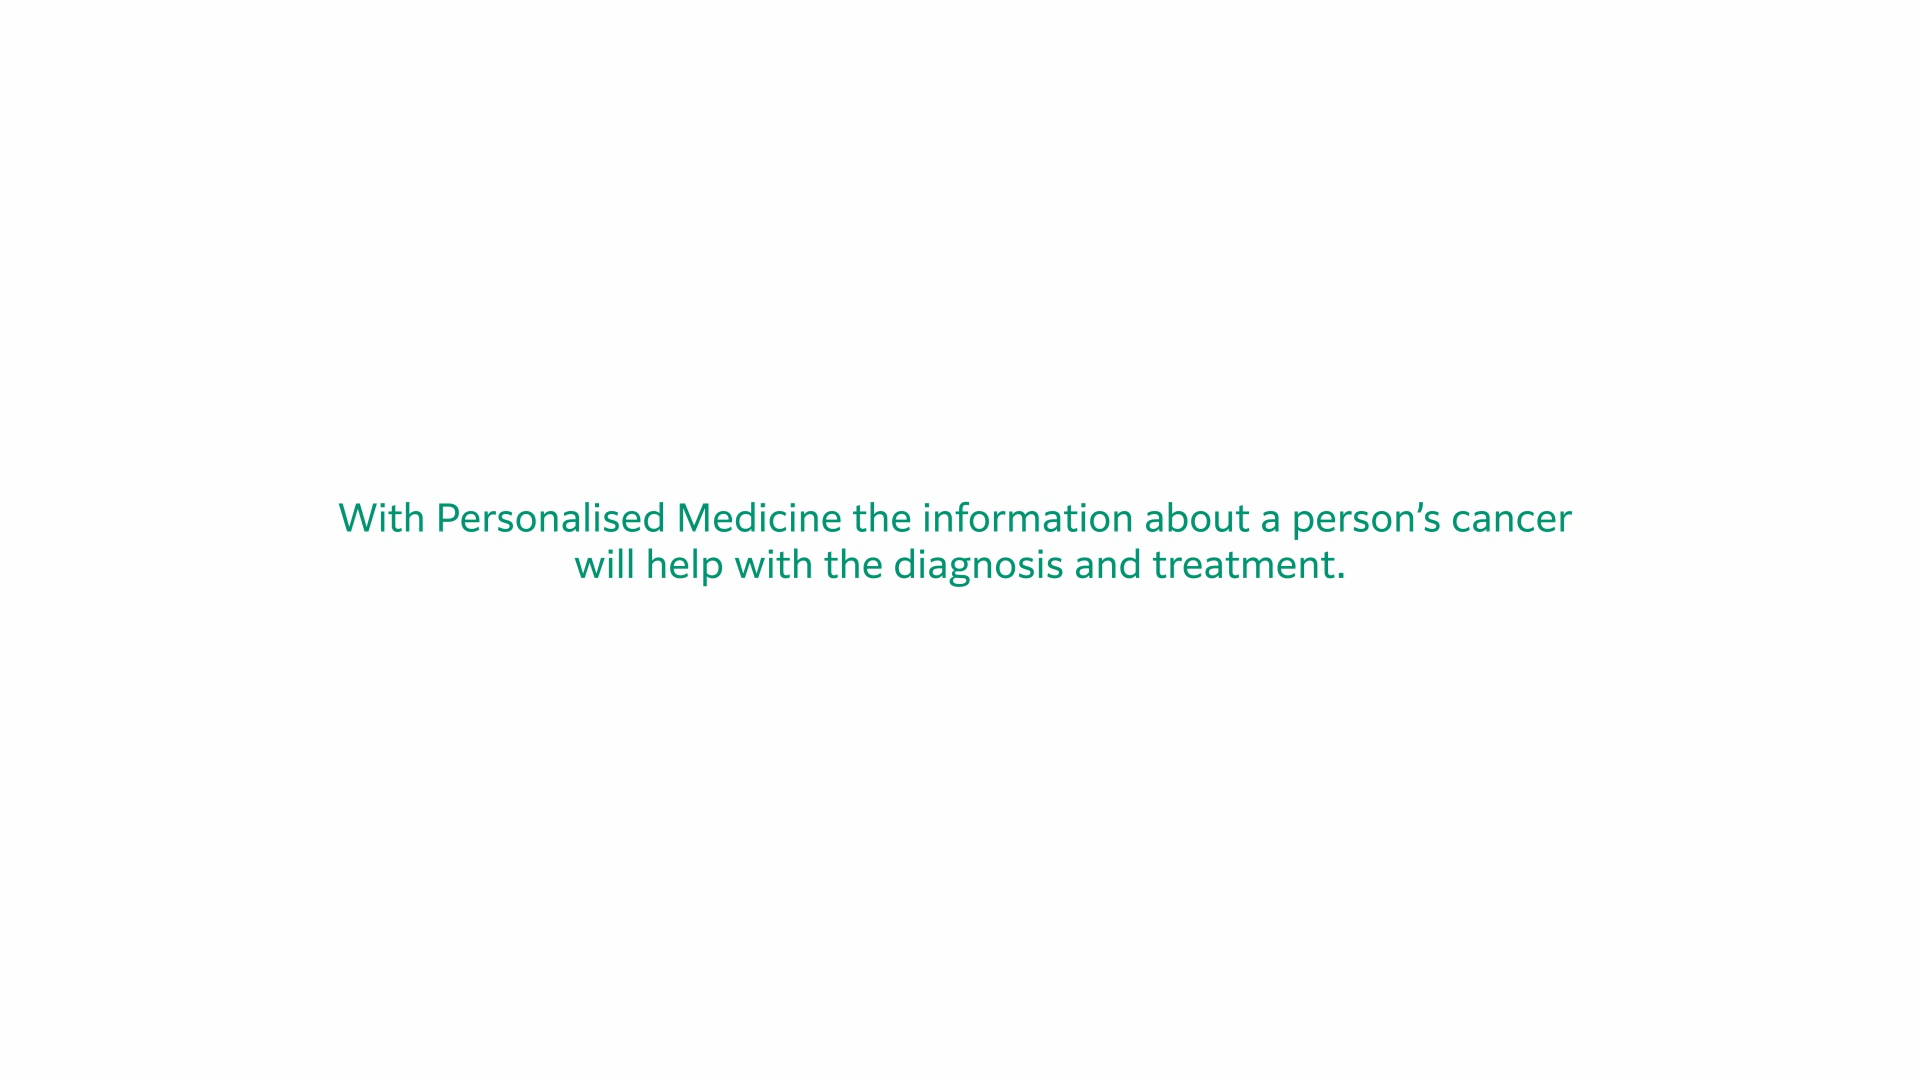 With Personalised Medicine the information about a person’s cancer
will help with the diagnosis and treatment.